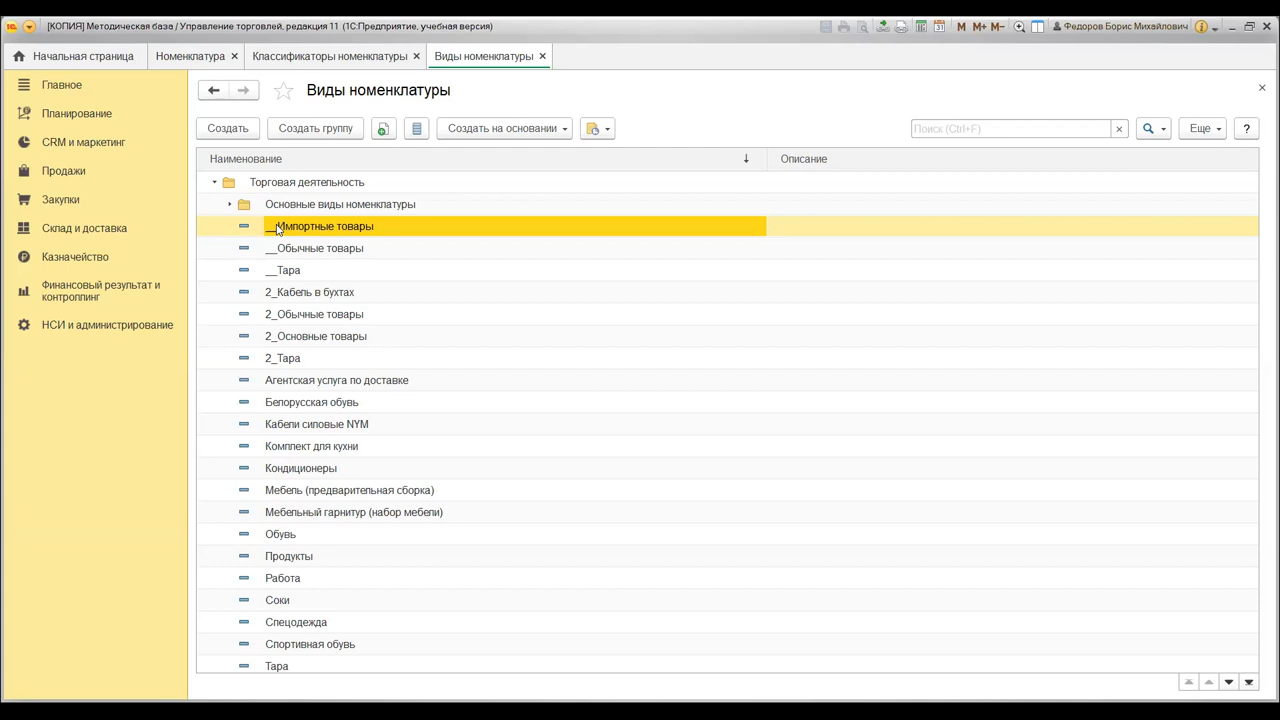 [КОПИЯ] Методическая база / Управление торговлей, редакция 11 (1С:Предприятие, учебная версия)
M M+ M-
Федоров Борис Михайлович
Начальная страница
Номенклатура
Классификаторы номенклатуры
Виды номенклатуры
Главное
Планирование
CRM и маркетинг
Продажи
Закупки
Склад и доставка
Казначейство
Финансовый результат и
контроллинг
НСИ и администрирование
Виды номенклатуры
Создать
Создать группу
Создать на основании
Поиск (Ctrl+F)
Еще
?
Наименование
Описание
Торговая деятельность
Основные виды номенклатуры
__Импортные товары
__Обычные товары
__Тара
2_Кабель в бухтах
2_Обычные товары
2_Основные товары
2_Тара
Агентская услуга по доставке
Белорусская обувь
Кабели силовые NYM
Комплект для кухни
Кондиционеры
Мебель (предварительная сборка)
Мебельный гарнитур (набор мебели)
Обувь
Продукты
Работа
Соки
Спецодежда
Спортивная обувь
Тара